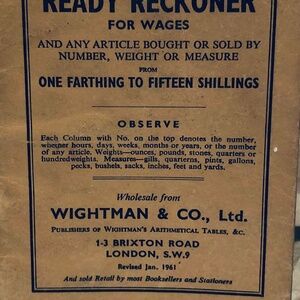 READY RECKONER
FOR WAGES
AND ANY ARTICLE BOUGHT OR SOLD BY
NUMBER, WEIGHT OR MEASURE
FROM
ONE FARTHING TO FIFTEEN SHILLINGS
OBSERVE
Each Column with No. on the top denotes the number,
whether hours, days, weeks, months or years, or the number
of any article. Weights—ounces, pounds, stones, quarters or
hundredweights. Measures—gills, quarterns, pints, gallons,
pecks, bushels, sacks, inches, feet and yards.
Wholesale from
WIGHTMAN & CO., Ltd.
PUBLISHERS OF WIGHTMAN'S ARITHMETICAL TABLES, &C.
1-3 BRIXTON ROAD
LONDON, S.W.9
Revised Jan. 1961
And sold Retail by most Booksellers and Stationers